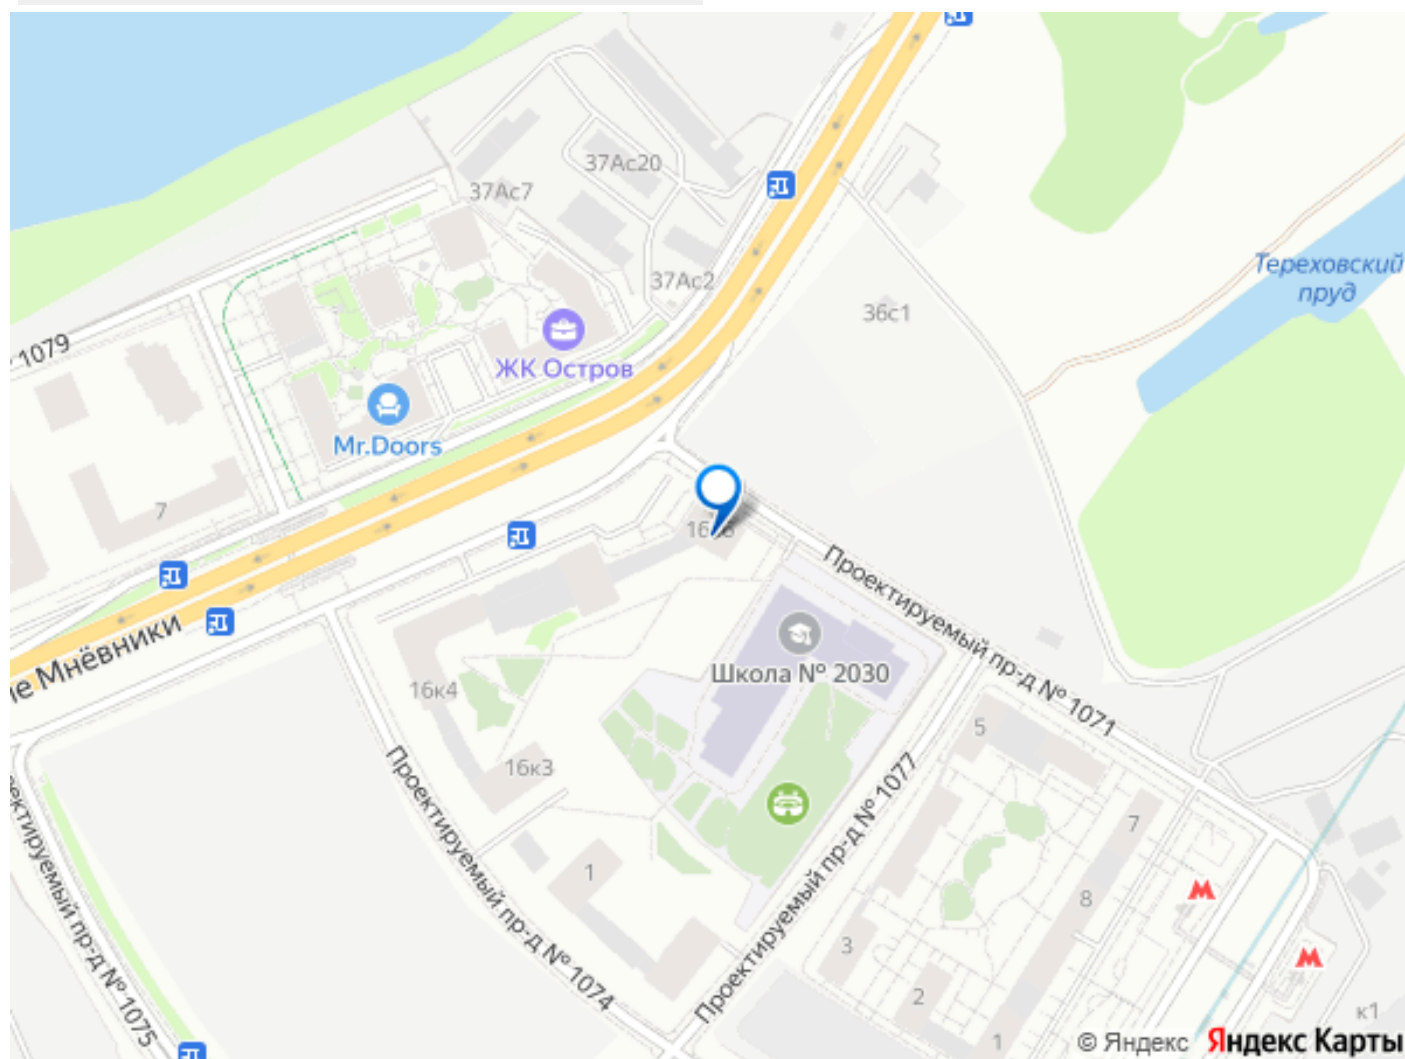 37Ас20
37Ас7
37Ас2
Тереховский
пруд
36с1
1079
ЖК Остров
Mr.Doors
7
Проектируемый пр-д № 1071
ие Мнёвники
Школа № 2030
16к4
5
16к3
Проектируемый пр-д № 1077
7
1
Проектируемый пр-д № 1074
8
ектируемый пр-д № 1075
3
2
к1
1
© Яндекс Яндекс Карты